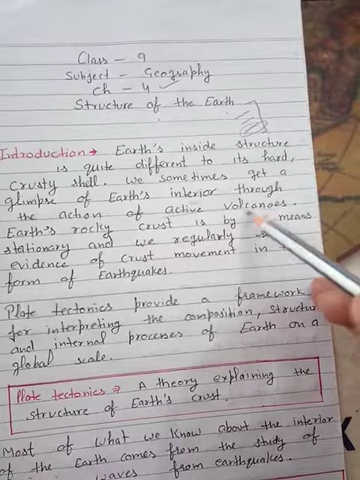 Class - 9
Subject - Geography
Ch - 4
Structure of the Earth
Introduction → Earth's inside structure
is quite different to its hard,
crusty shell. We sometimes get a
glimpse of Earth's interior through
the action of active volcanoes.
Earth's rocky crust is by means
stationary and we regularly
evidence of crust movement in
form of Earthquakes.
Plate tectonics provide a framework
for interpreting the composition, structure
and internal processes of Earth on a
global scale.
Plate tectonics ⇒ A theory explaining the
structure of Earth's crust.
Most of what we know about the interior
of the Earth comes from the study of
waves from earthquakes.